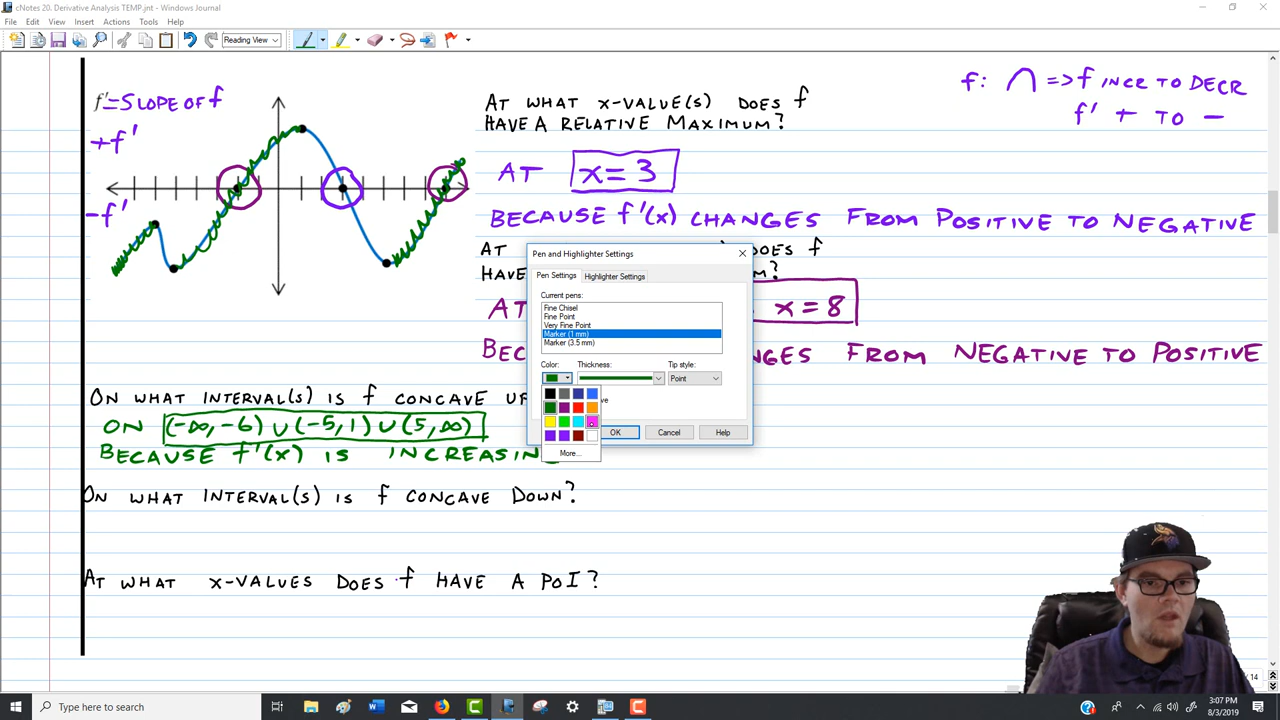 cNotes 20. Derivative Analysis TEMP.jnt - Windows Journal
File Edit View Insert Actions Tools Help
Reading View
f' = SLOPE OF f
+f'
-f'
AT WHAT X-VALUE(S) DOES f
HAVE A RELATIVE MAXIMUM?
f: ⋂ => f INCR TO DECR
f' + TO -
AT x=3
BECAUSE f'(x) CHANGES FROM POSITIVE TO NEGATIVE
AT DOES f
HAVE ?
AT x=8
FROM NEGATIVE TO POSITIVE
Pen and Highlighter Settings
Pen Settings Highlighter Settings
Current pens:
Fine Chisel
Fine Point
Very Fine Point
Marker (1 mm)
Marker (3.5 mm)
Color: Thickness: Tip style:
Point
More...
OK Cancel Help
ON WHAT INTERVAL(S) IS f CONCAVE UP
ON (-∞,-6) ∪ (-5,1) ∪ (5,∞)
BECAUSE f'(x) IS INCREASING
ON WHAT INTERVAL(S) IS f CONCAVE DOWN?
AT WHAT X-VALUES DOES f HAVE A POI?
/ 14
Type here to search
3:07 PM
8/3/2019